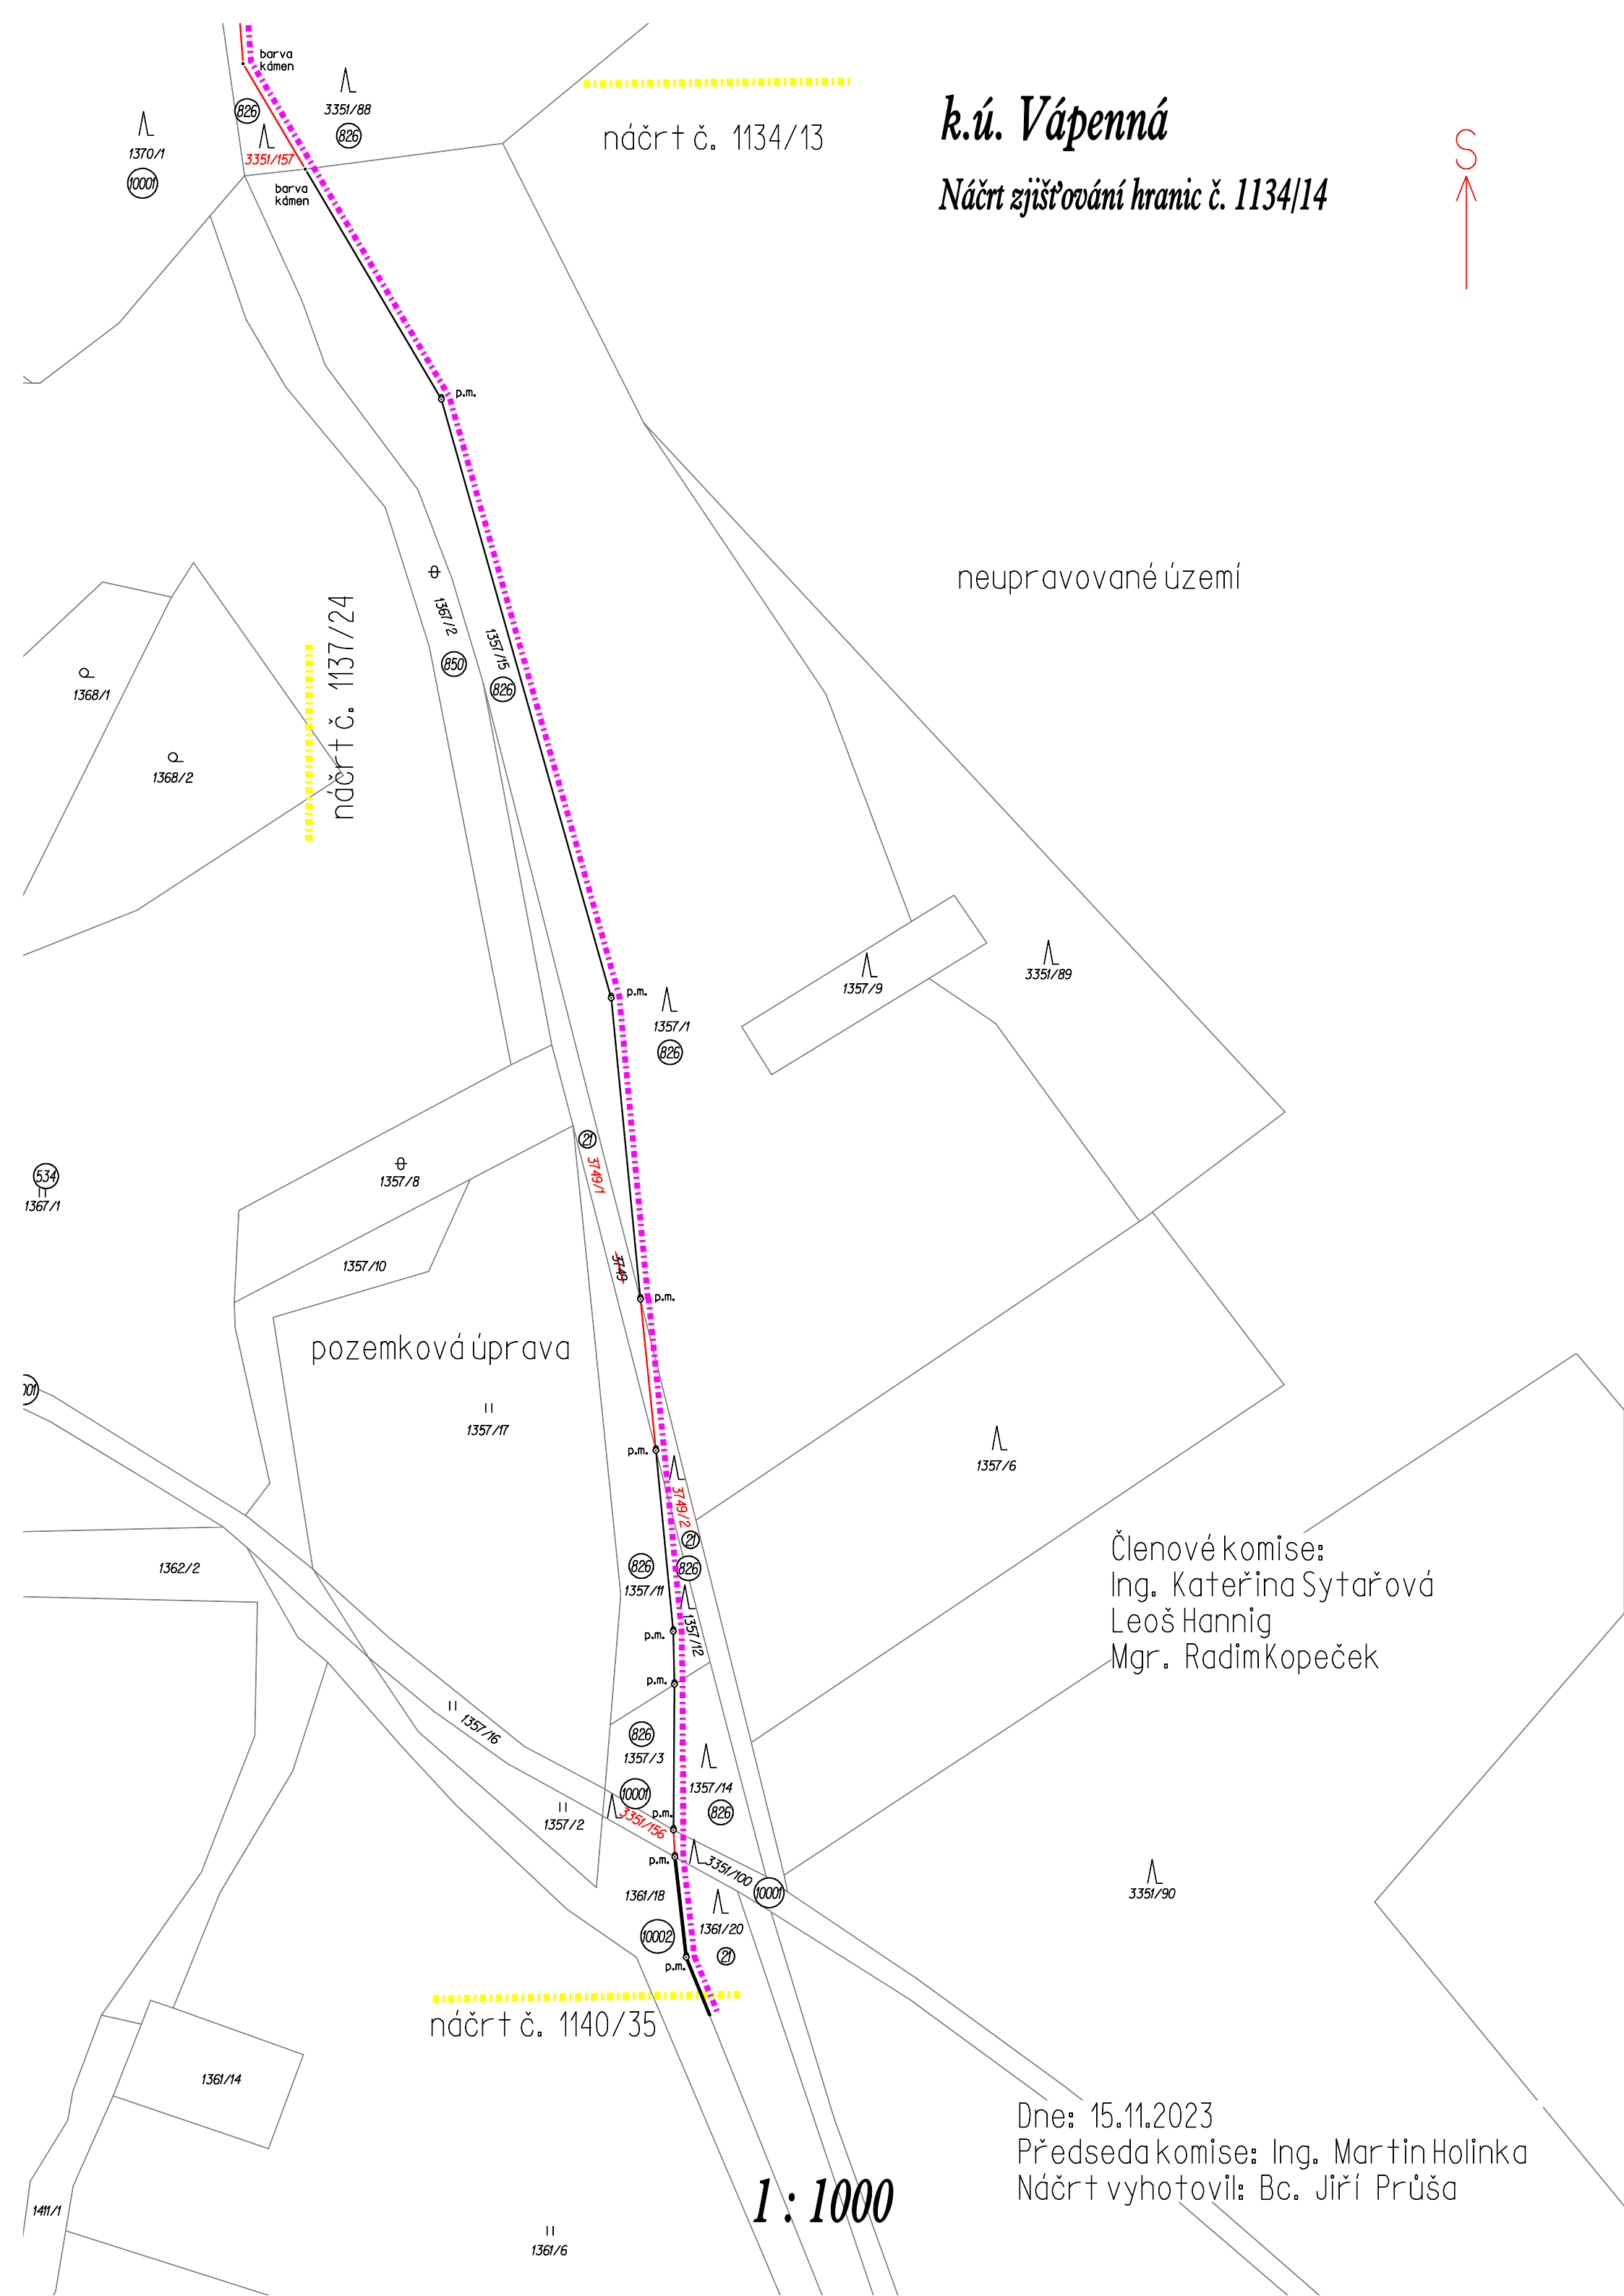 barva
kámen
826
3351/88
826
1370/1
10001
3351/157
barva
kámen
náčrt č. 1134/13
k.ú. Vápenná
Náčrt zjišťování hranic č. 1134/14
S
p.m.
neupravované území
1367/2
850
1357/15
826
náčrt č. 1137/24
1368/1
1368/2
1357/9
3351/89
p.m.
1357/1
826
21
3749/1
534
1367/1
1357/8
1357/10
3749
p.m.
pozemková úprava
1357/17
p.m.
3749/2
21
1357/6
826
826
1357/11
1357/12
1362/2
Členové komise:
Ing. Kateřina Sytařová
Leoš Hannig
Mgr. Radim Kopeček
p.m.
p.m.
1357/16
826
1357/3
1357/14
826
10001
p.m.
3351/156
1357/2
p.m.
3351/100
10001
3351/90
1361/18
10002
1361/20
21
p.m.
náčrt č. 1140/35
1361/14
Dne: 15.11.2023
Předseda komise: Ing. Martin Holinka
Náčrt vyhotovil: Bc. Jiří Průša
1 : 1000
1411/1
1361/6